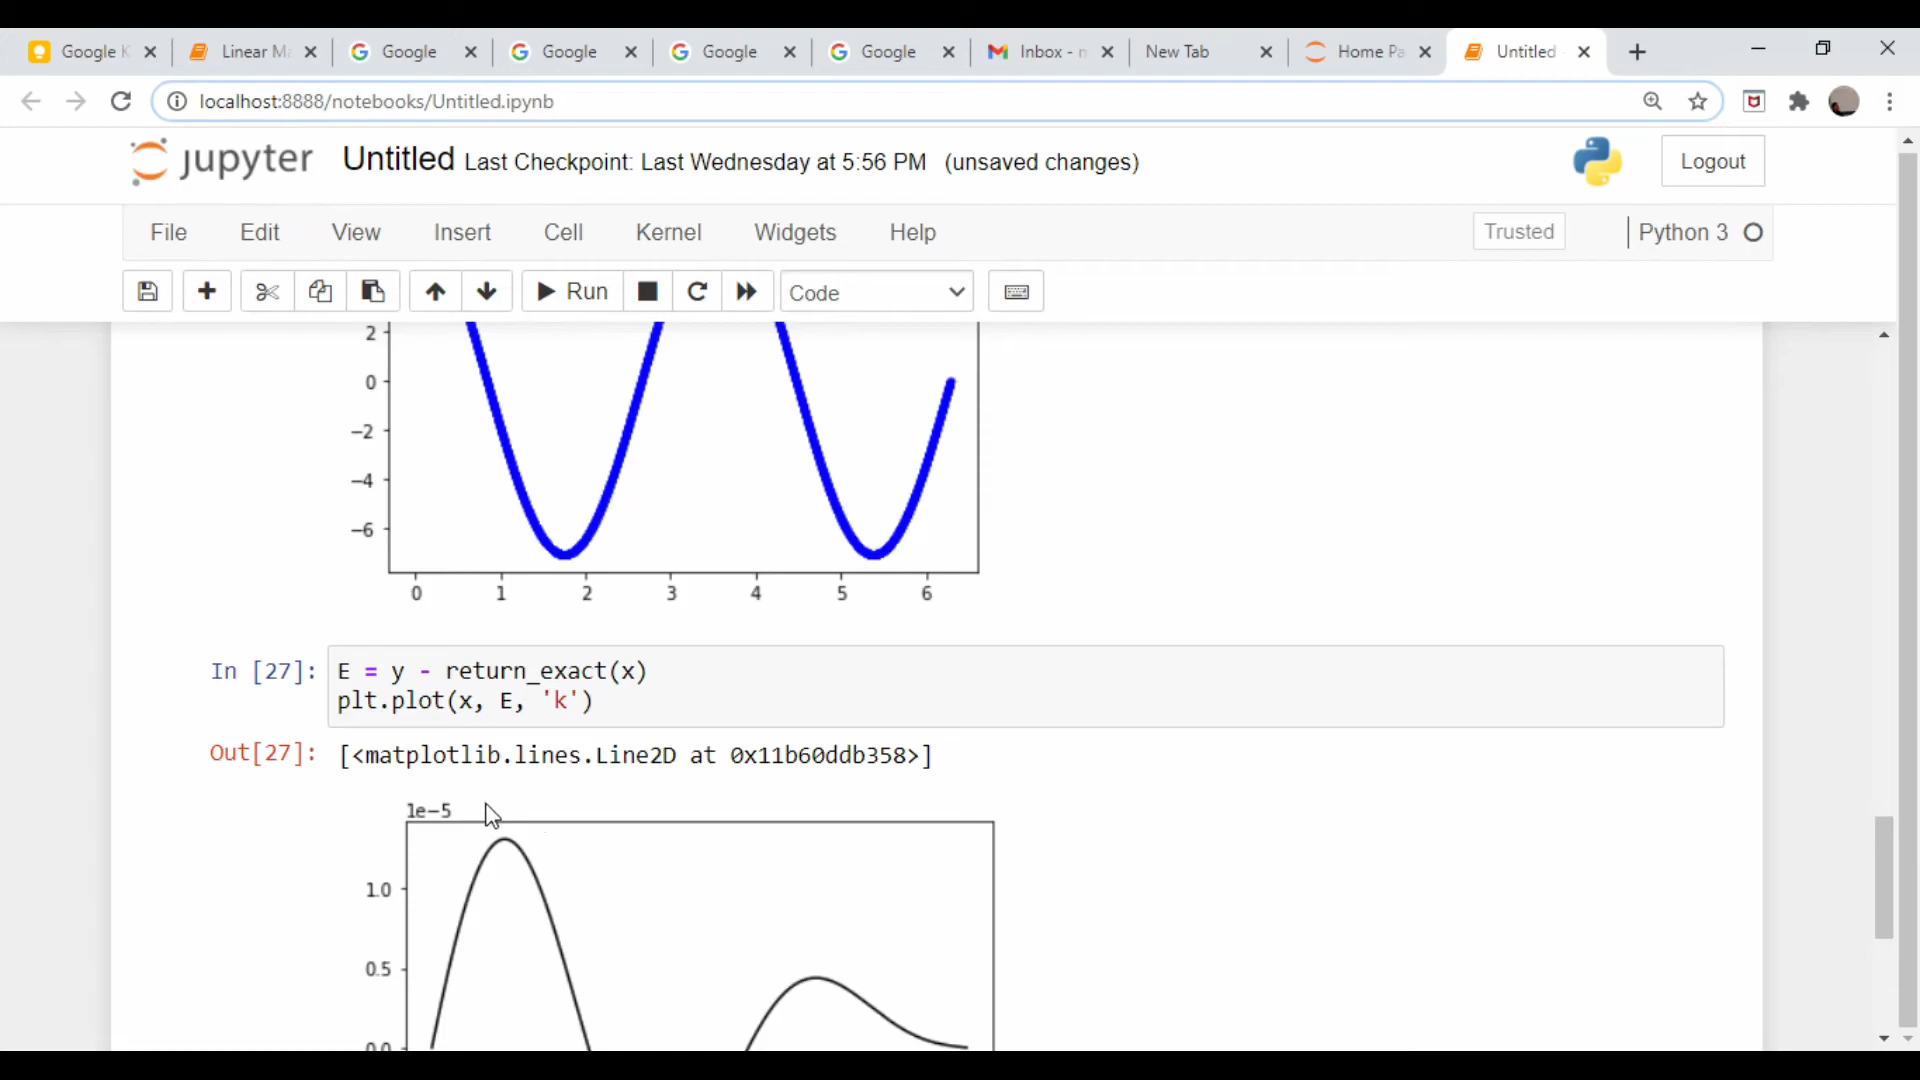 Google K
Linear Ma
Google
Google
Google
Google
Inbox - n
New Tab
Home Pa
Untitled
localhost:8888/notebooks/Untitled.ipynb
jupyter Untitled Last Checkpoint: Last Wednesday at 5:56 PM (unsaved changes)
Logout
File Edit View Insert Cell Kernel Widgets Help
Trusted
Python 3
Run
Code
2
0
−2
−4
−6
0 1 2 3 4 5 6
In [27]: E = y - return_exact(x)
plt.plot(x, E, 'k')
Out[27]: [<matplotlib.lines.Line2D at 0x11b60ddb358>]
1e−5
1.0
0.5
0.0